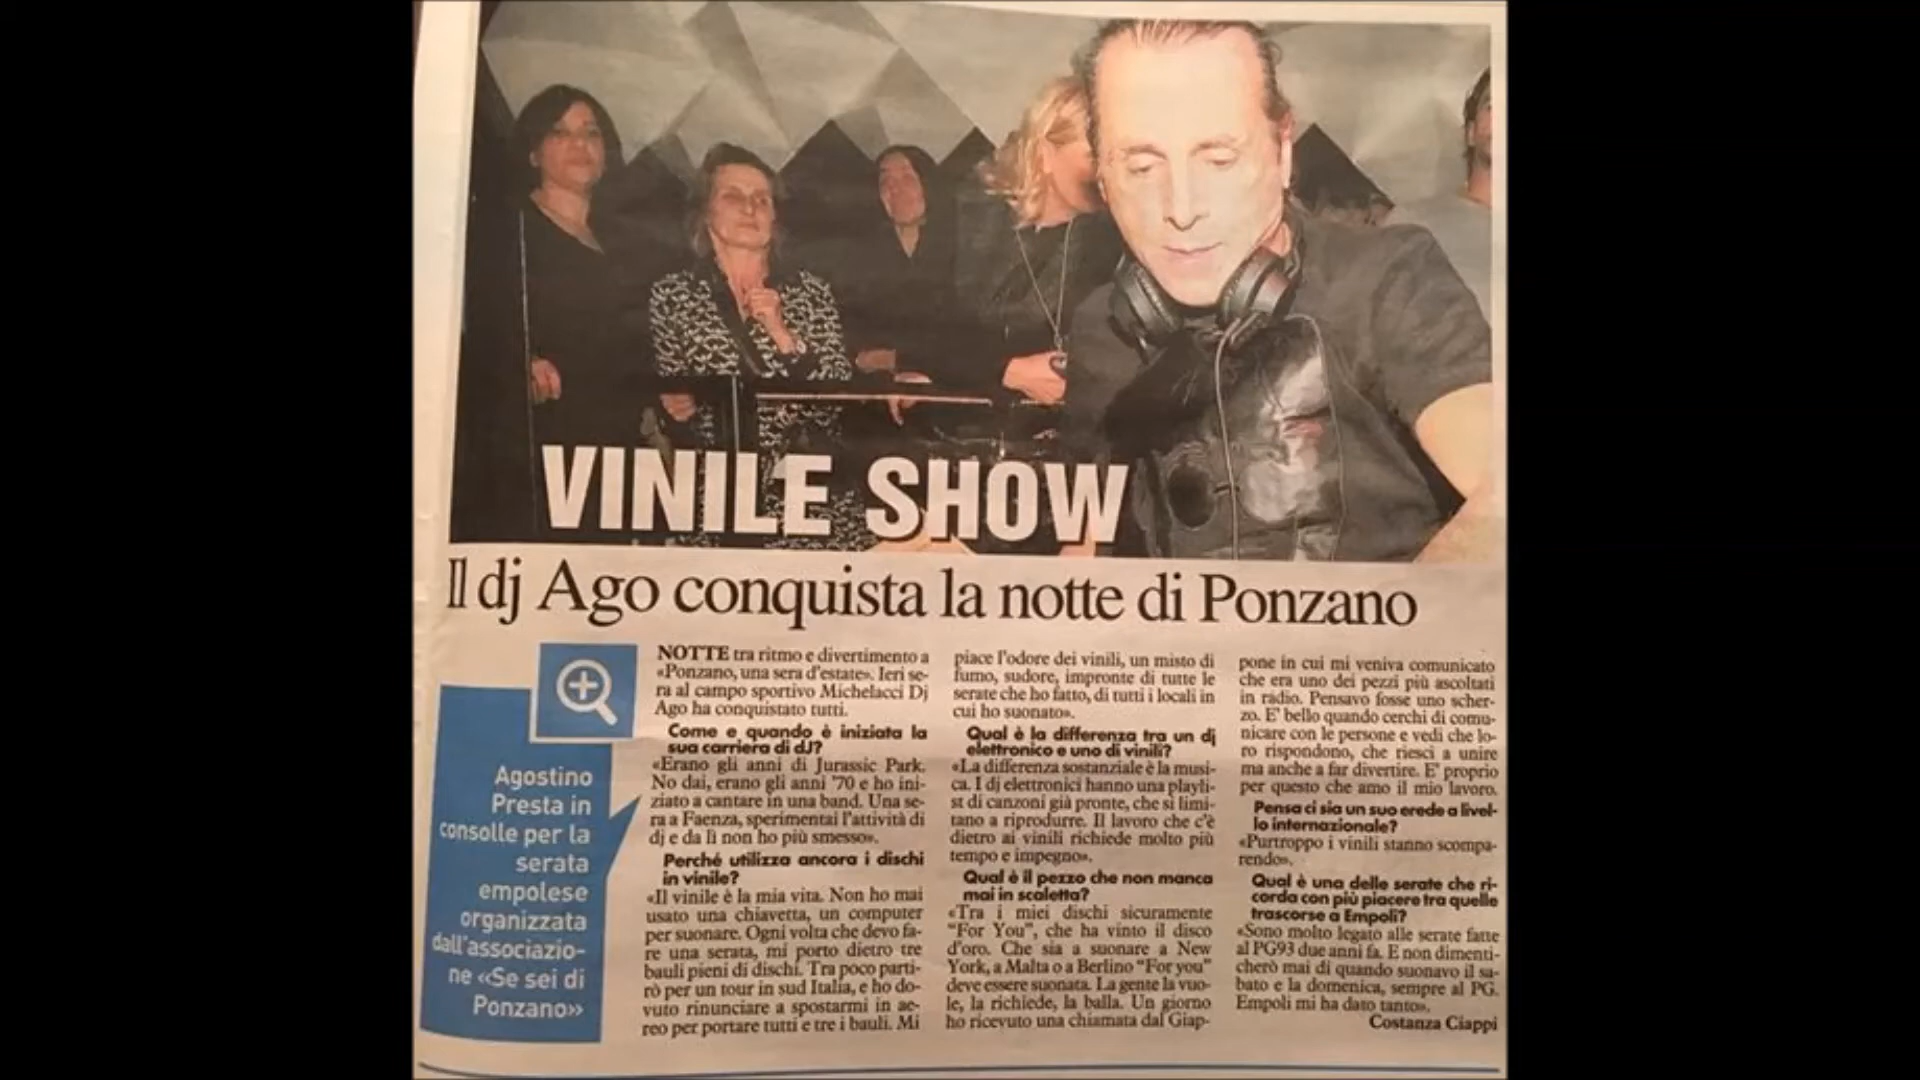 VINILE SHOW
Il dj Ago conquista la notte di Ponzano
Agostino
Presta in
consolle per la
serata
empolese
organizzata
dall'associazio-
ne «Se sei di
Ponzano»
NOTTE tra ritmo e divertimento a
«Ponzano, una sera d'estate». Ieri se-
ra al campo sportivo Michelacci Dj
Ago ha conquistato tutti.
Come e quando è iniziata la
sua carriera di dJ?
«Erano gli anni di Jurassic Park.
No dai, erano gli anni '70 e ho ini-
ziato a cantare in una band. Una se-
ra a Faenza, sperimentai l'attività di
dj e da lì non ho più smesso».
Perché utilizza ancora i dischi
in vinile?
«Il vinile è la mia vita. Non ho mai
usato una chiavetta, un computer
per suonare. Ogni volta che devo fa-
re una serata, mi porto dietro tre
bauli pieni di dischi. Tra poco parti-
rò per un tour in sud Italia, e ho do-
vuto rinunciare a spostarmi in ae-
reo per portare tutti e tre i bauli. Mi
piace l'odore dei vinili, un misto di
fumo, sudore, impronte di tutte le
serate che ho fatto, di tutti i locali in
cui ho suonato».
Qual è la differenza tra un dj
elettronico e uno di vinili?
«La differenza sostanziale è la musi-
ca. I dj elettronici hanno una playli-
st di canzoni già pronte, che si limi-
tano a riprodurre. Il lavoro che c'è
dietro ai vinili richiede molto più
tempo e impegno».
Qual è il pezzo che non manca
mai in scaletta?
«Tra i miei dischi sicuramente
"For You", che ha vinto il disco
d'oro. Che sia a suonare a New
York, a Malta o a Berlino "For you"
deve essere suonata. La gente la vuo-
le, la richiede, la balla. Un giorno
ho ricevuto una chiamata dal Giap-
pone in cui mi veniva comunicato
che era uno dei pezzi più ascoltati
in radio. Pensavo fosse uno scher-
zo. E' bello quando cerchi di comu-
nicare con le persone e vedi che lo-
ro rispondono, che riesci a unire
ma anche a far divertire. E' proprio
per questo che amo il mio lavoro.
Pensa ci sia un suo erede a livel-
lo internazionale?
«Purtroppo i vinili stanno scompa-
rendo».
Qual è una delle serate che ri-
corda con più piacere tra quelle
trascorse a Empoli?
«Sono molto legato alle serate fatte
al PG93 due anni fa. E non dimenti-
cherò mai di quando suonavo il sa-
bato e la domenica, sempre al PG.
Empoli mi ha dato tanto».
Costanza Ciappi